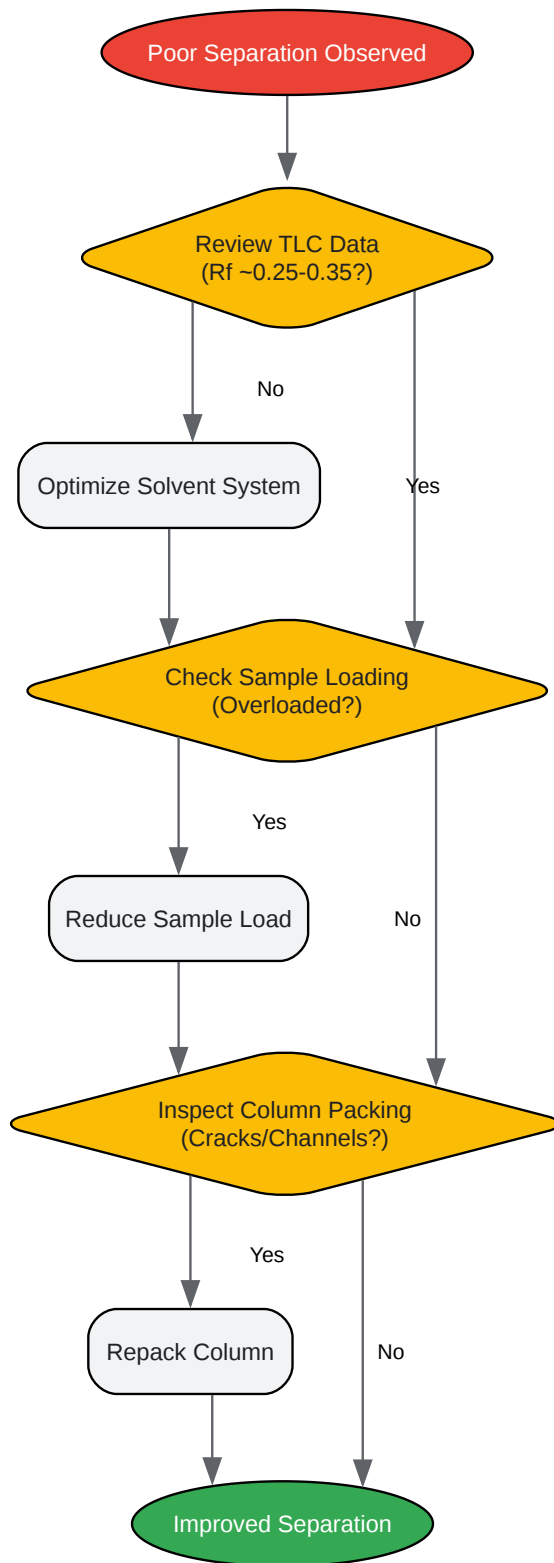 Poor Separation Observed
Review TLC Data
(Rf ~0.25-0.35?)
No
Optimize Solvent System
Yes
Check Sample Loading
(Overloaded?)
Yes
Reduce Sample Load
No
Inspect Column Packing
(Cracks/Channels?)
Yes
Repack Column
No
Improved Separation